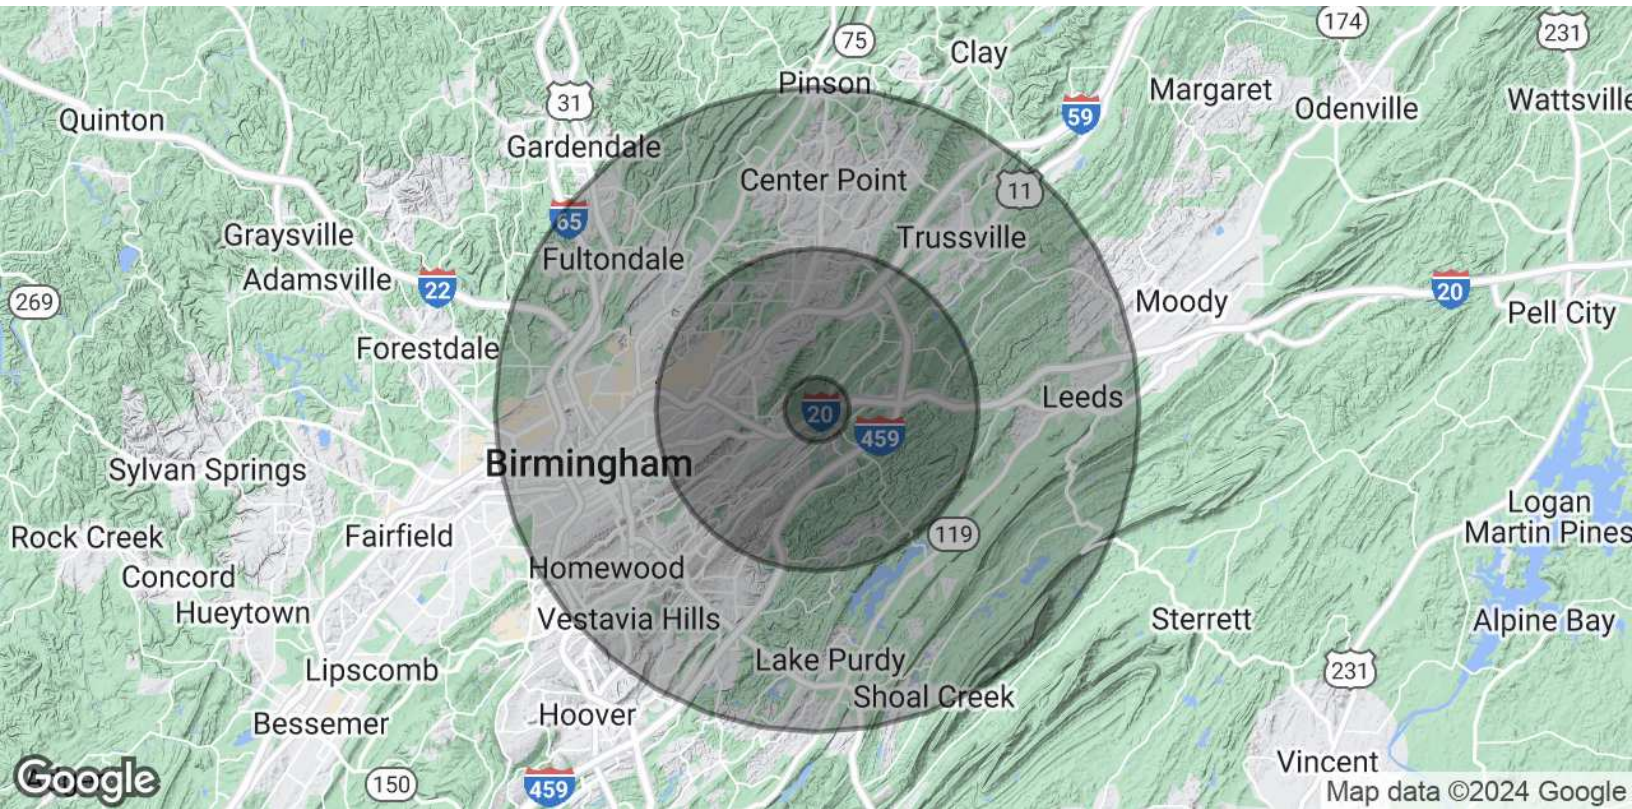 174
231
75
Clay
Pinson
Margaret
Odenville
Wattsville
31
59
Quinton
Gardendale
Center Point
11
65
Graysville
Trussville
Fultondale
Adamsville
22
269
20
Moody
Pell City
Forestdale
Leeds
20
459
Birmingham
Sylvan Springs
Logan
Martin Pines
Rock Creek
Fairfield
119
Homewood
Concord
Hueytown
Vestavia Hills
Sterrett
Alpine Bay
Lake Purdy
Lipscomb
231
Shoal Creek
Hoover
Bessemer
Vincent
Google
150
459
Map data ©2024 Google